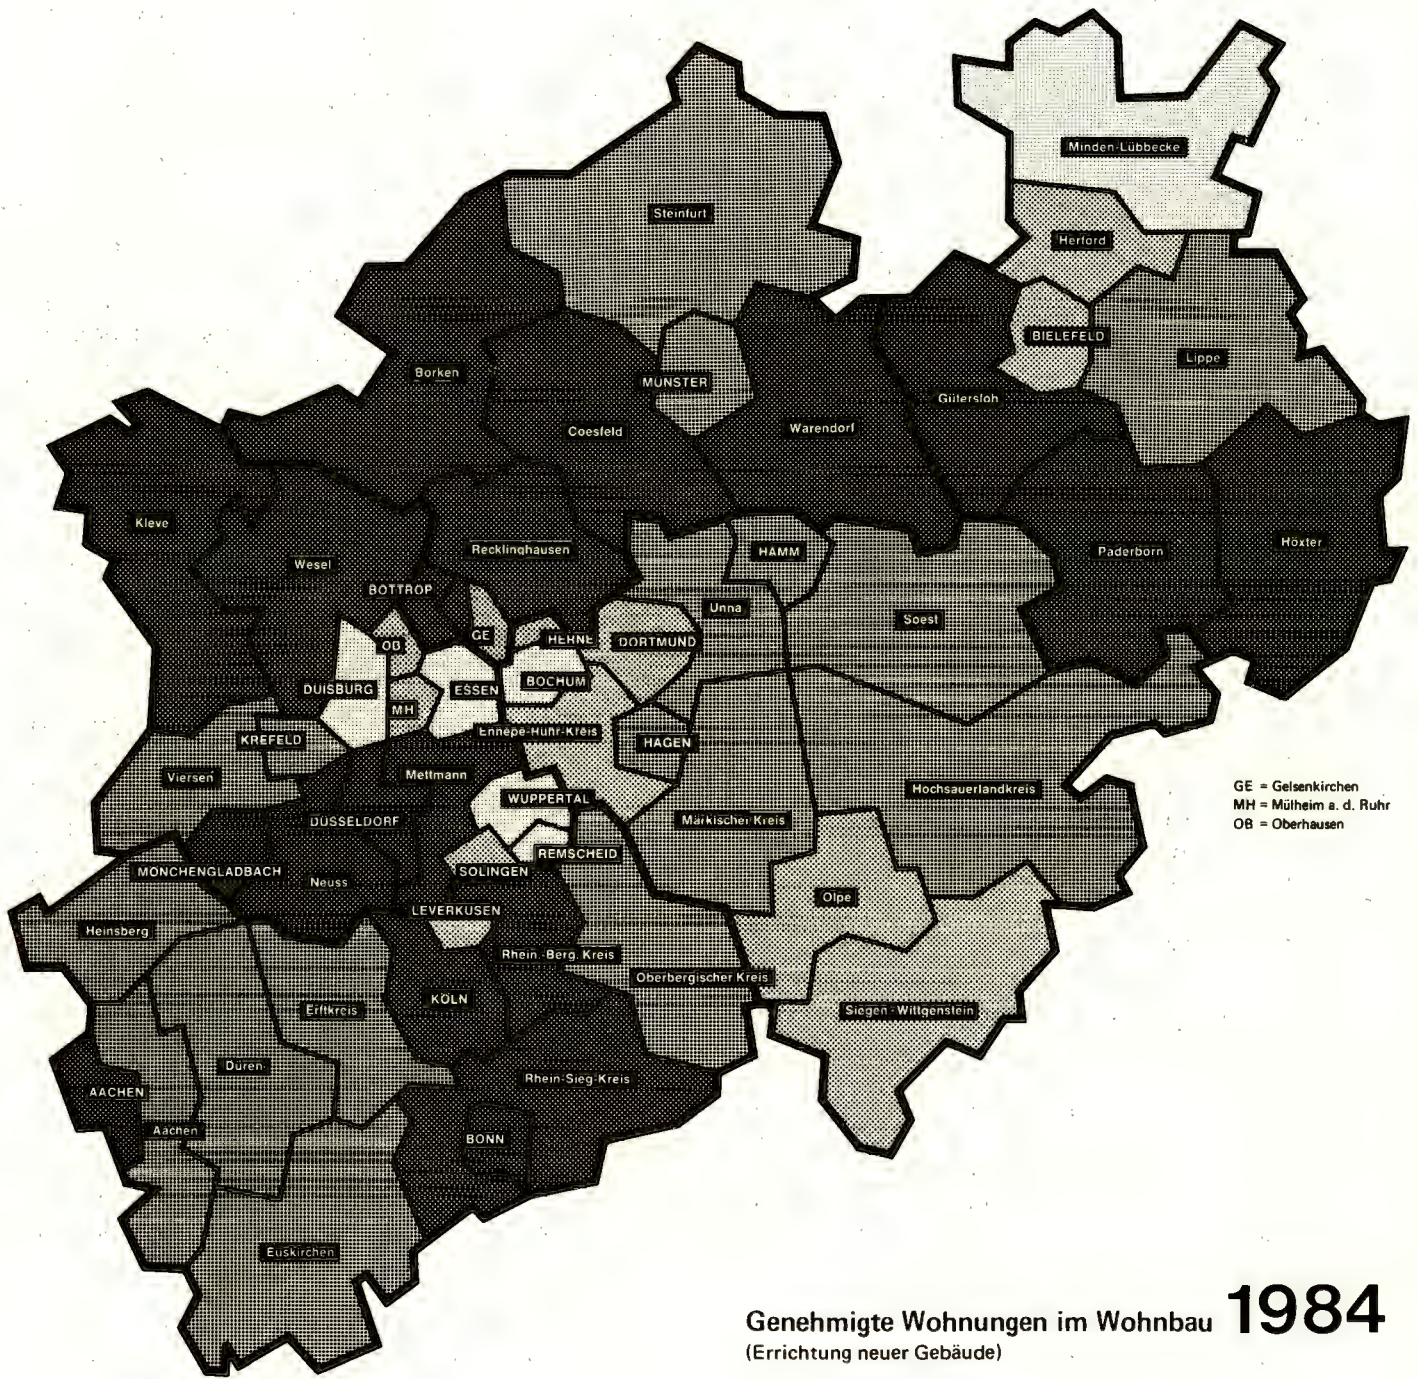 Minden-Lübbecke
Steinfurt
Herford
BIELEFELD
Lippe
Borken
MÜNSTER
Gütersloh
Coesfeld
Warendorf
Kleve
Recklinghausen
HAMM
Paderborn
Höxter
Wesel
BOTTROP
Unna
Soest
GE
HERNE
DORTMUND
OB
DUISBURG
ESSEN
BOCHUM
MH
Ennepe-Ruhr-Kreis
KREFELD
HAGEN
Viersen
Mettmann
WUPPERTAL
Hochsauerlandkreis
GE = Gelsenkirchen
MH = Mülheim a. d. Ruhr
OB = Oberhausen
DÜSSELDORF
Märkischer Kreis
REMSCHEID
MÖNCHENGLADBACH
Neuss
SOLINGEN
Olpe
LEVERKUSEN
Heinsberg
Rhein.-Berg. Kreis
Oberbergischer Kreis
KÖLN
Erftkreis
Siegen-Wittgenstein
Düren
Rhein-Sieg-Kreis
AACHEN
Aachen
BONN
Euskirchen
Genehmigte Wohnungen im Wohnbau 1984
(Errichtung neuer Gebäude)